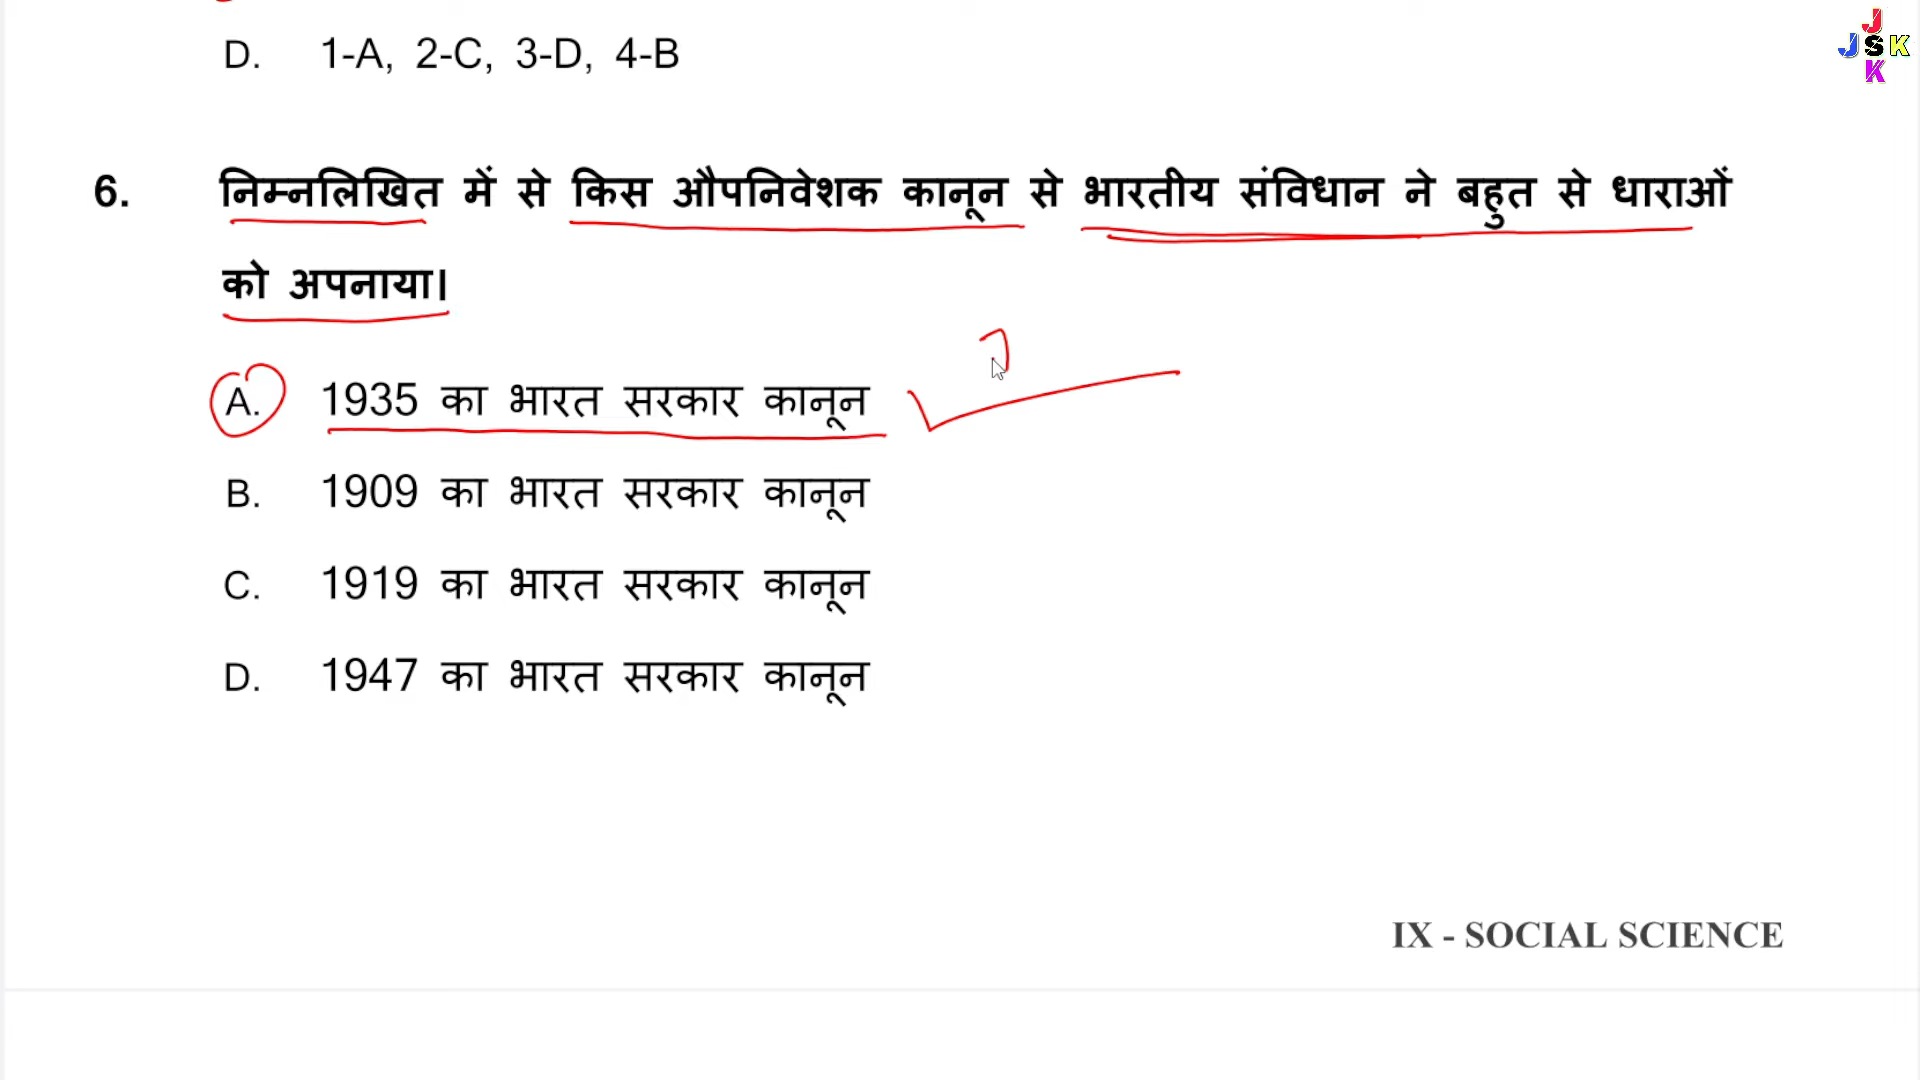 D. 1-A, 2-C, 3-D, 4-B
J
JSK
K
6. निम्नलिखित में से किस औपनिवेशक कानून से भारतीय संविधान ने बहुत से धाराओं
को अपनाया।
A. 1935 का भारत सरकार कानून
B. 1909 का भारत सरकार कानून
C. 1919 का भारत सरकार कानून
D. 1947 का भारत सरकार कानून
IX - SOCIAL SCIENCE